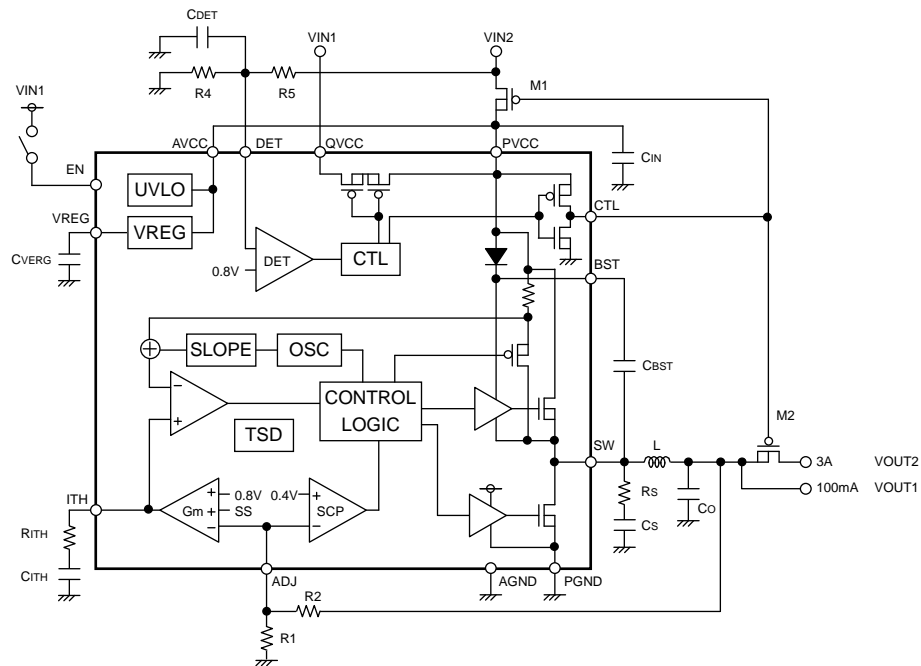 CDET
VIN1
VIN2
R4
R5
M1
VIN1
AVCC
DET
QVCC
PVCC
CIN
EN
UVLO
CTL
VREG
VREG
CVERG
DET
0.8V
CTL
BST
SLOPE
OSC
CBST
CONTROL
LOGIC
TSD
M2
SW
L
3A
VOUT2
100mA
VOUT1
ITH
Gm
0.8V
SS
0.4V
SCP
RS
CO
CS
RITH
CITH
ADJ
AGND
PGND
R2
R1